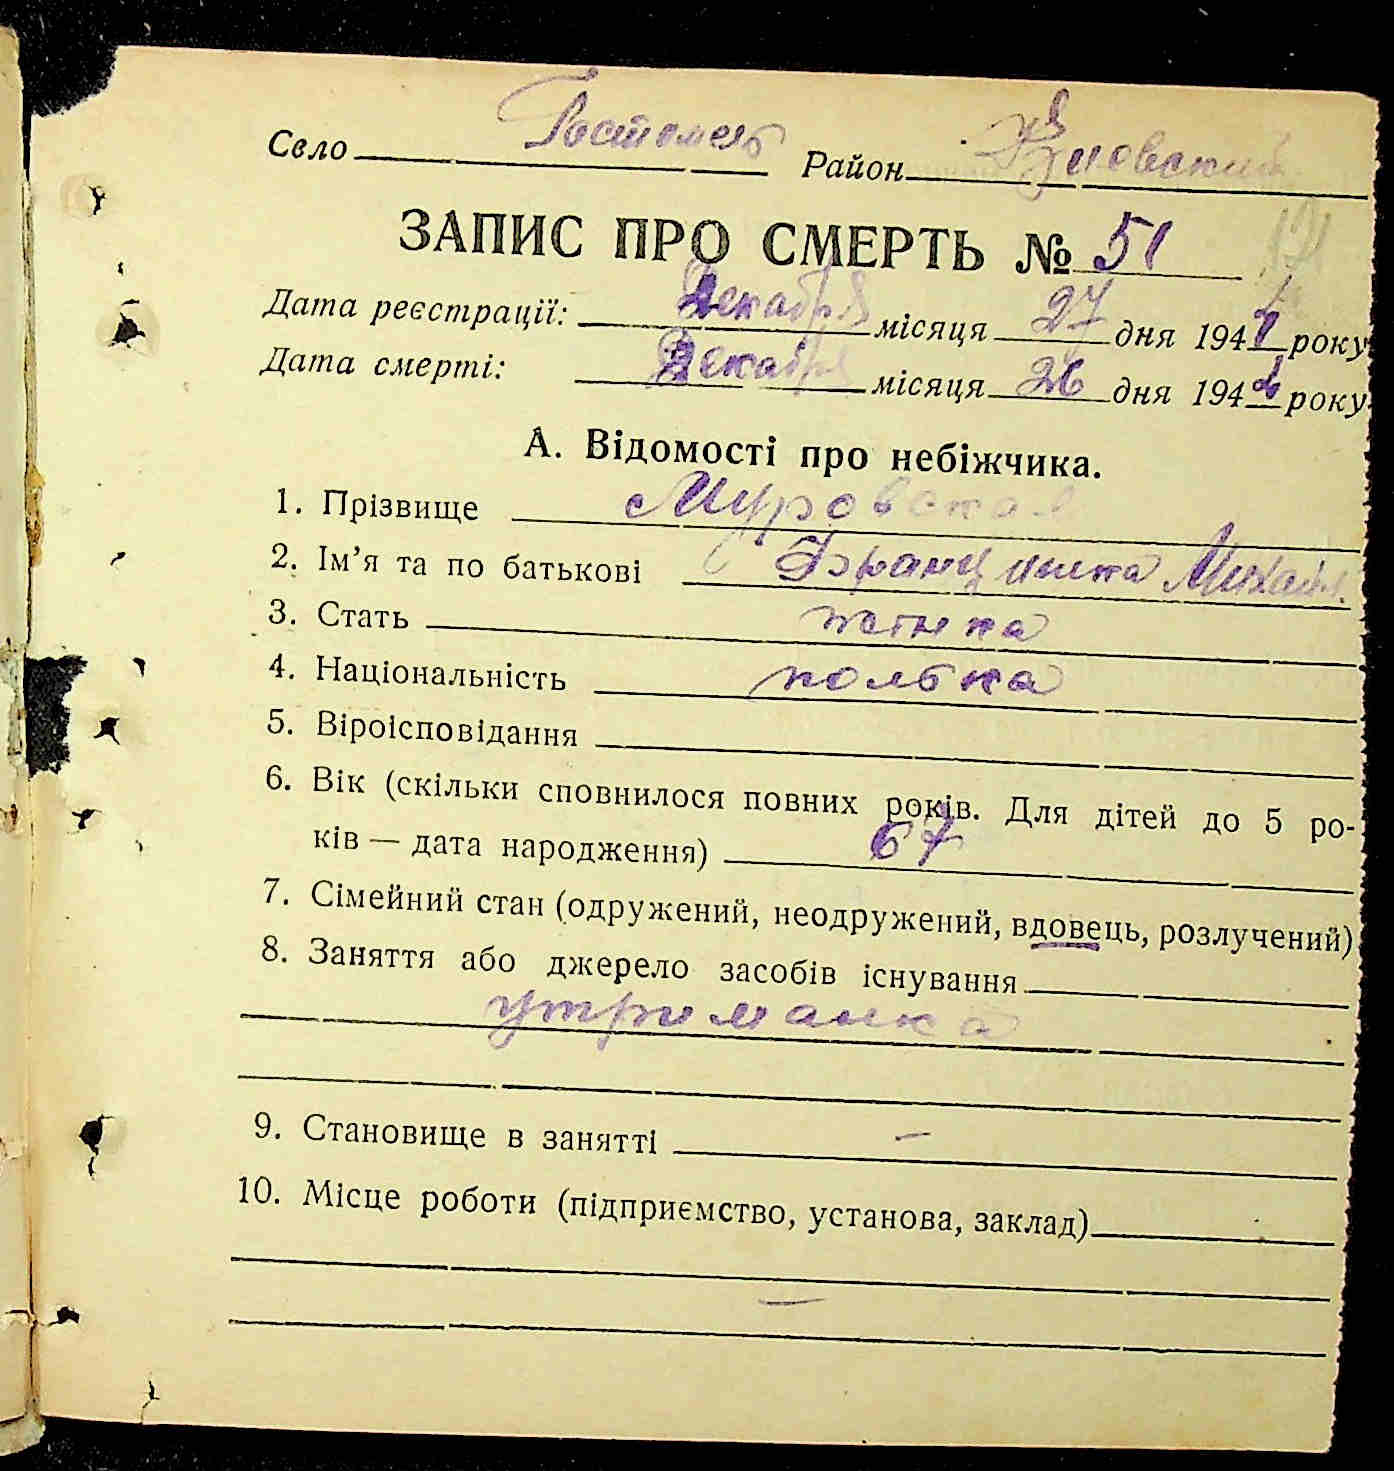 Село Гостомель Район
ЗАПИС ПРО СМЕРТЬ № 51
Дата реєстрації: Декабря місяця 27 дня 194 року
Дата смерті: Декабря місяця 26 дня 194 року
А. Відомості про небіжчика.
1. Прізвище Муровская
2. Ім’я та по батькові Францишка Михайл.
3. Стать жінка
4. Національність полька
5. Віроісповідання
6. Вік (скільки сповнилося повних років. Для дітей до 5 ро-
ків — дата народження) 67
7. Сімейний стан (одружений, неодружений, вдовець, розлучений)
8. Заняття або джерело засобів існування
утриманка
9. Становище в занятті —
10. Місце роботи (підприємство, установа, заклад)
—